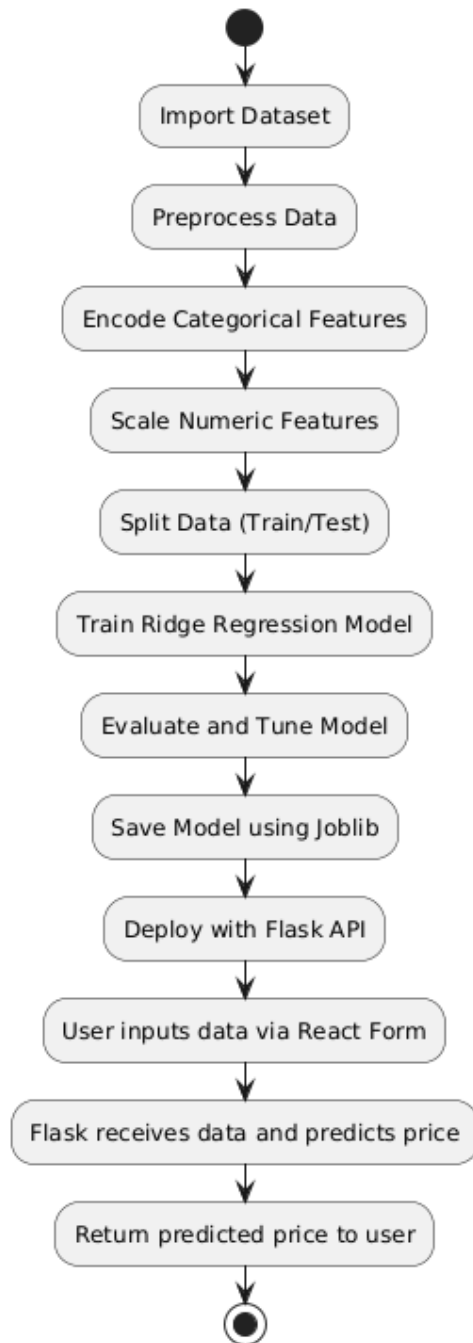 Import Dataset
Preprocess Data
Encode Categorical Features
Scale Numeric Features
Split Data (Train/Test)
Train Ridge Regression Model
Evaluate and Tune Model
Save Model using Joblib
Deploy with Flask API
User inputs data via React Form
Flask receives data and predicts price
Return predicted price to user